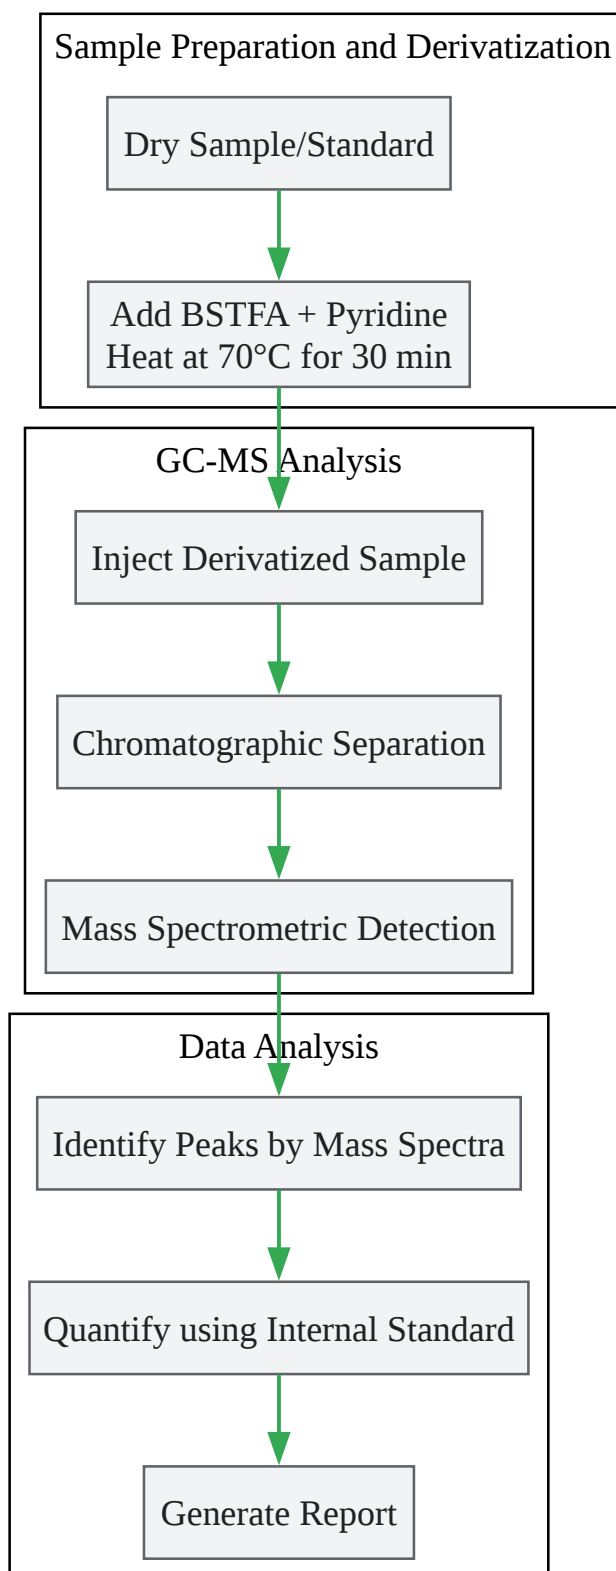 Sample Preparation and Derivatization
Dry Sample/Standard
Add BSTFA + Pyridine
Heat at 70°C for 30 min
GC-MS Analysis
Inject Derivatized Sample
Chromatographic Separation
Mass Spectrometric Detection
Data Analysis
Identify Peaks by Mass Spectra
Quantify using Internal Standard
Generate Report